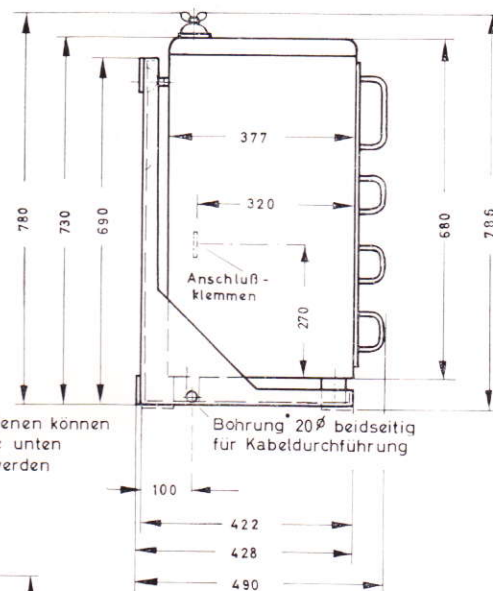 377
320
780
730
690
680
786
Anschluß-
klemmen
270
enen können
unten
erden
Bohrung 20ø beidseitig
für Kabeldurchführung
100
422
428
490